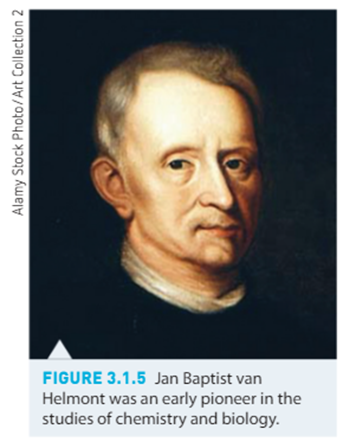 Alamy Stock Photo/Art Collection 2
FIGURE 3.1.5 Jan Baptist van
Helmont was an early pioneer in the
studies of chemistry and biology.